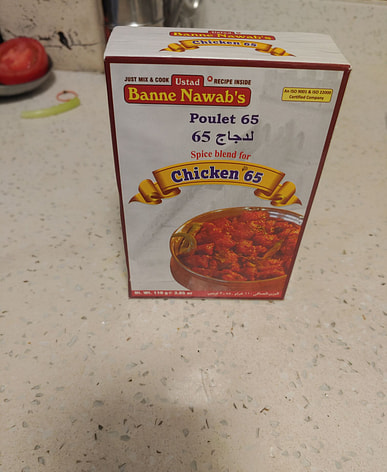 Banne Nawab's
Chicken 65
JUST MIX & COOK
RECIPE INSIDE
Ustad
Banne Nawab's
An ISO 9001 & ISO 22000
Certified Company
Poulet 65
لدجاج 65
Spice blend for
Chicken 65